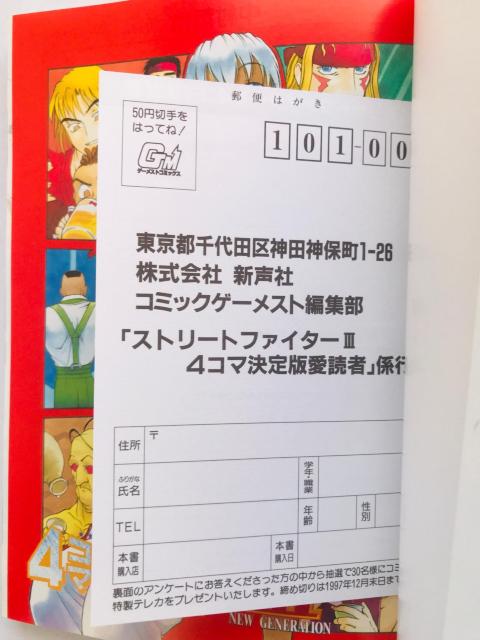 郵便はがき
50円切手を
はってね!
GM
ゲーメストコミックス
101-00
東京都千代田区神田神保町1-26
株式会社 新声社
コミックゲーメスト編集部
「ストリートファイターⅢ
4コマ決定版愛読者」係行
住所 〒
ふりがな
氏名
学年・職業
TEL
年齢
性別
本書
購入店
本書
購入日
裏面のアンケートにお答えくださった方の中から抽選で30名様にコミ
特製テレカをプレゼントいたします。締め切りは1997年12月末日まで
4コマ
NEW GENERATION